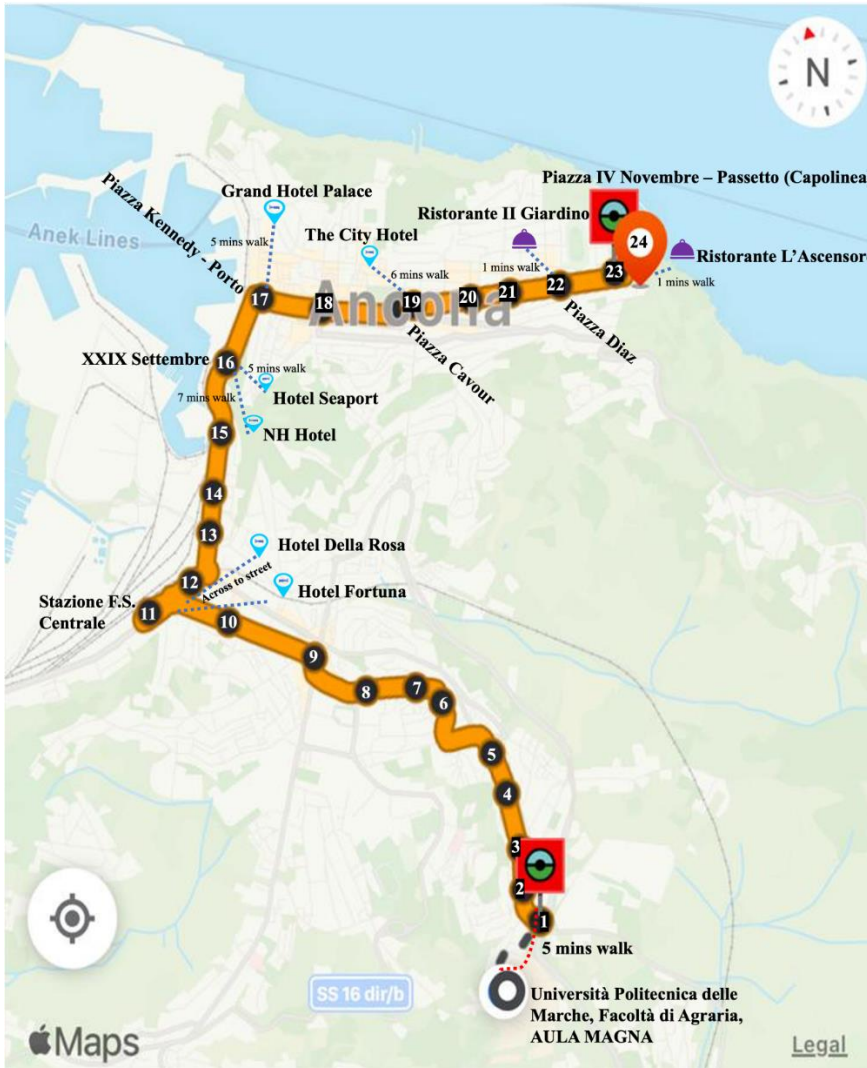 N
Piazza IV Novembre – Passetto (Capolinea
Grand Hotel Palace
Ristorante II Giardino
Piazza Kennedy - Porto
The City Hotel
24
Ristorante L’Ascensor
Anek Lines
5 mins walk
6 mins walk
1 mins walk
1 mins walk
23
22
21
20
19
18
17
Ancona
Piazza Diaz
Piazza Cavour
XXIX Settembre
16
5 mins walk
Hotel Seaport
7 mins walk
NH Hotel
15
14
13
Hotel Della Rosa
12
Across to street
Hotel Fortuna
Stazione F.S.
Centrale
11
10
9
8
7
6
5
4
3
2
1
5 mins walk
SS 16 dir/b
Università Politecnica delle
Marche, Facoltà di Agraria,
AULA MAGNA
Maps
Legal